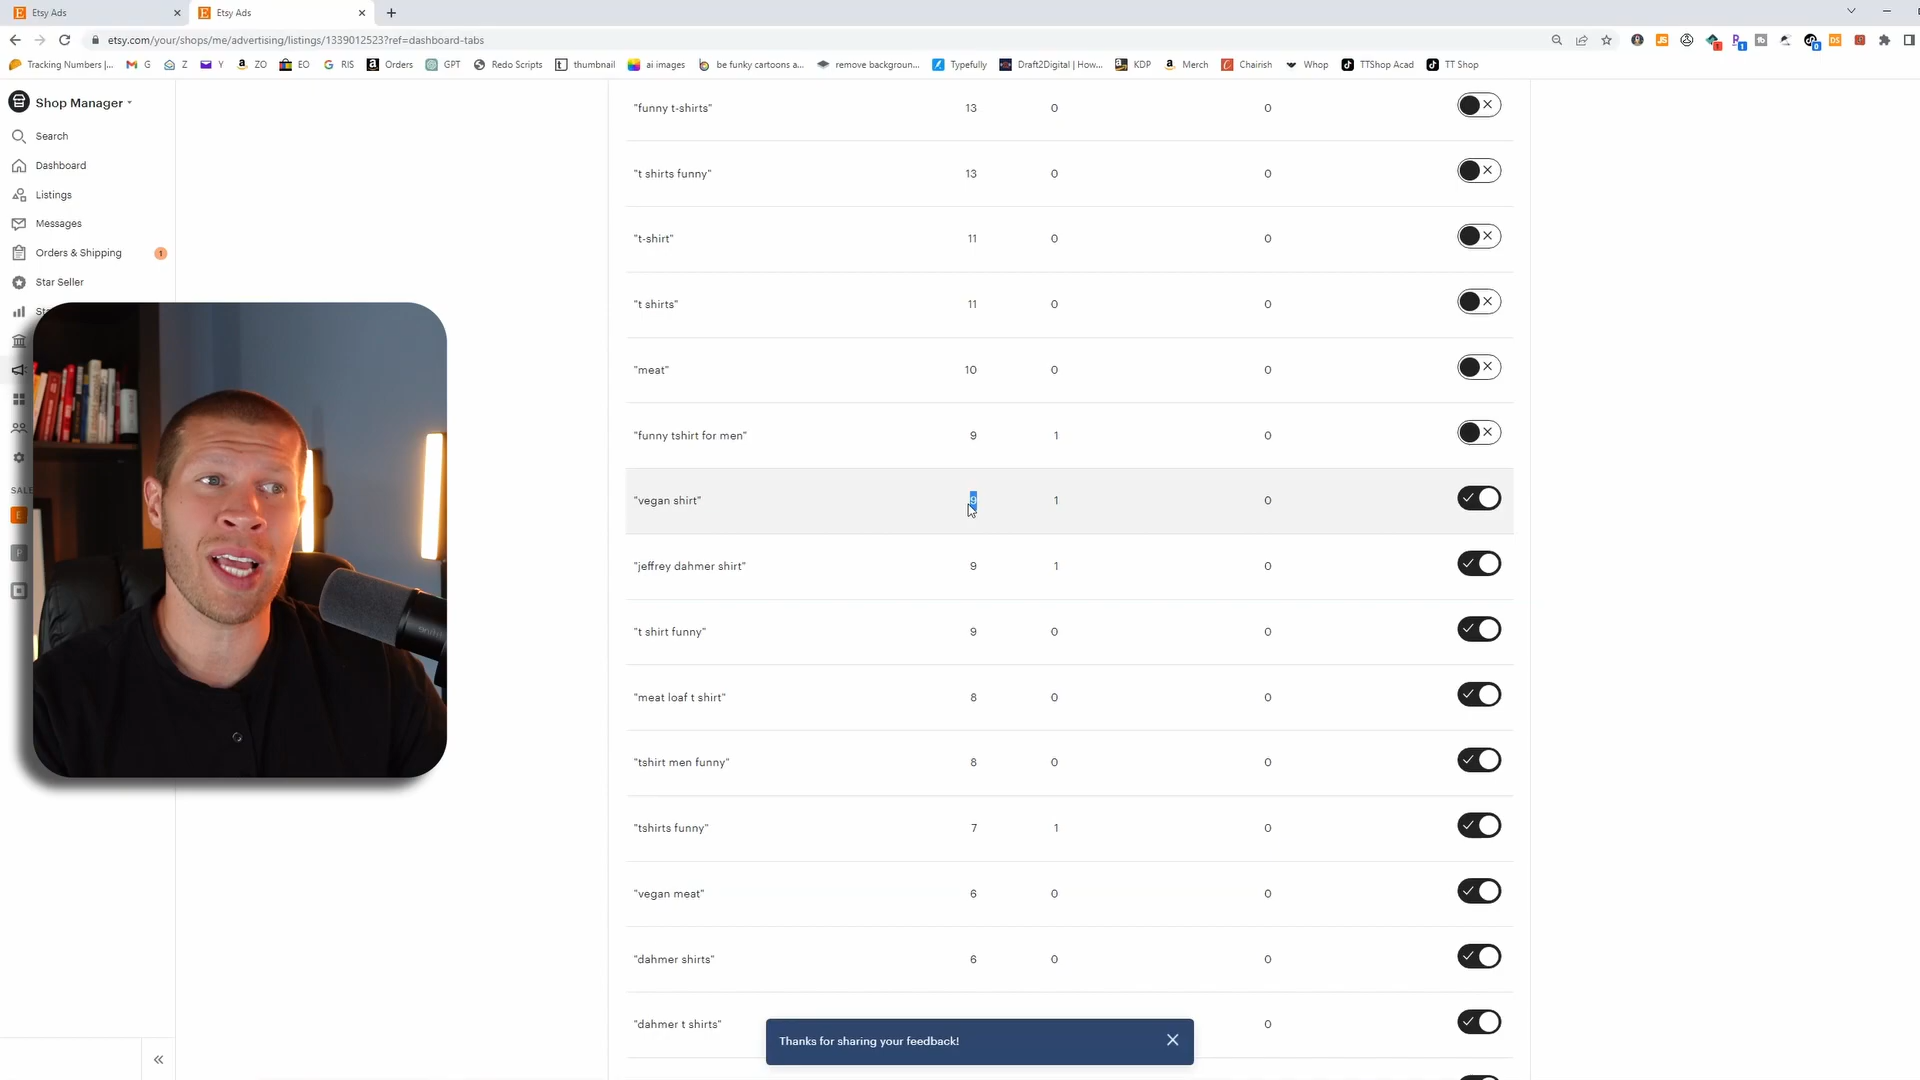 Etsy Ads
Etsy Ads
etsy.com/your/shops/me/advertising/listings/1339012523?ref=dashboard-tabs
Tracking Numbers |... G Z Y ZO EO RIS Orders GPT Redo Scripts thumbnail ai images be funky cartoons a... remove backgroun... Typefully Draft2Digital | How... KDP Merch Chairish Whop TTShop Acad TT Shop
Shop Manager
Search
Dashboard
Listings
Messages
Orders & Shipping 1
Star Seller
"funny t-shirts" 13 0 0
"t shirts funny" 13 0 0
"t-shirt" 11 0 0
"t shirts" 11 0 0
"meat" 10 0 0
"funny tshirt for men" 9 1 0
"vegan shirt" 9 1 0
"jeffrey dahmer shirt" 9 1 0
"t shirt funny" 9 0 0
"meat loaf t shirt" 8 0 0
"tshirt men funny" 8 0 0
"tshirts funny" 7 1 0
"vegan meat" 6 0 0
"dahmer shirts" 6 0 0
"dahmer t shirts" 0
Thanks for sharing your feedback!